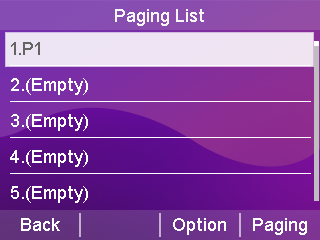 Paging List
1.P1
2.(Empty)
3.(Empty)
4.(Empty)
5.(Empty)
Back Option Paging